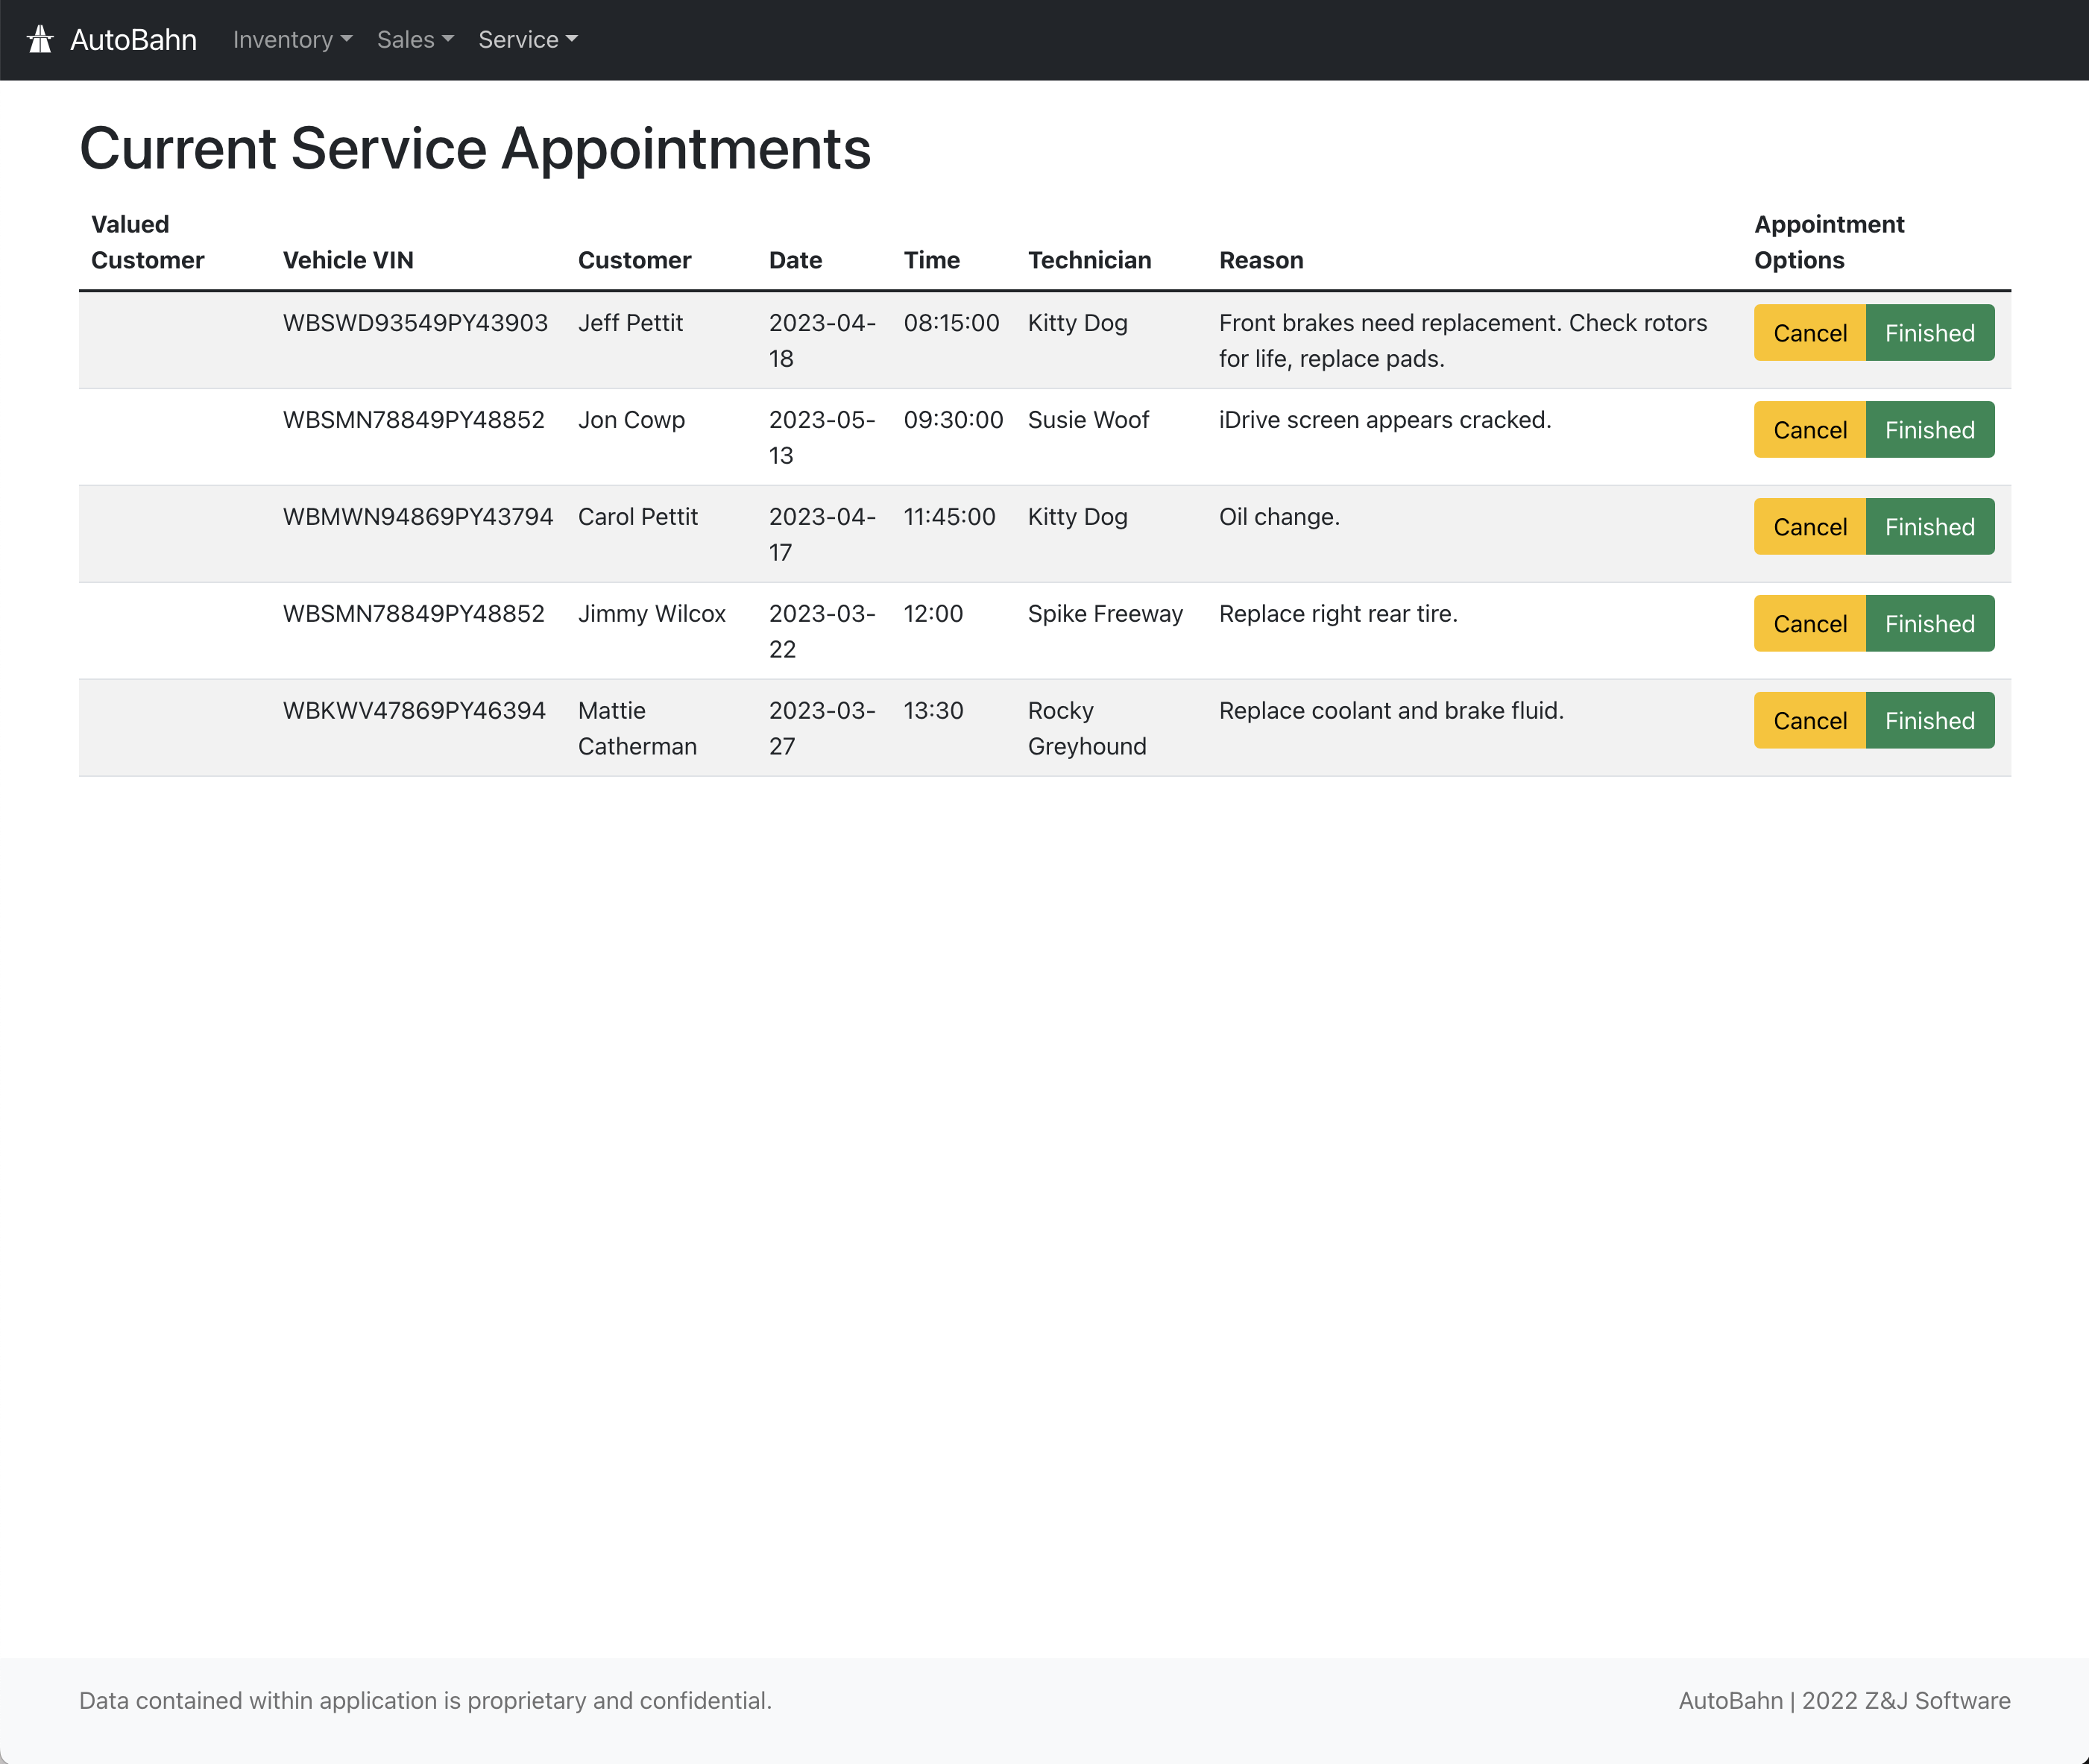 AutoBahn Inventory Sales Service
Current Service Appointments
Valued Customer Vehicle VIN Customer Date Time Technician Reason Appointment Options
WBSWD93549PY43903 Jeff Pettit 2023-04-18 08:15:00 Kitty Dog Front brakes need replacement. Check rotors for life, replace pads. Cancel Finished
WBSMN78849PY48852 Jon Cowp 2023-05-13 09:30:00 Susie Woof iDrive screen appears cracked. Cancel Finished
WBMWN94869PY43794 Carol Pettit 2023-04-17 11:45:00 Kitty Dog Oil change. Cancel Finished
WBSMN78849PY48852 Jimmy Wilcox 2023-03-22 12:00 Spike Freeway Replace right rear tire. Cancel Finished
WBKWV47869PY46394 Mattie Catherman 2023-03-27 13:30 Rocky Greyhound Replace coolant and brake fluid. Cancel Finished
Data contained within application is proprietary and confidential. AutoBahn | 2022 Z&J Software